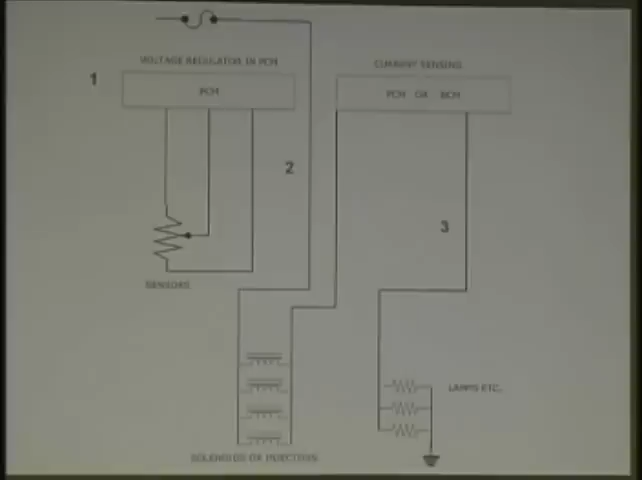 VOLTAGE REGULATOR IN PCM
CURRENT SENSING
1
PCM
PCM OR BCM
2
3
SENSORS
LAMPS ETC.
SOLENOIDS OR INJECTORS